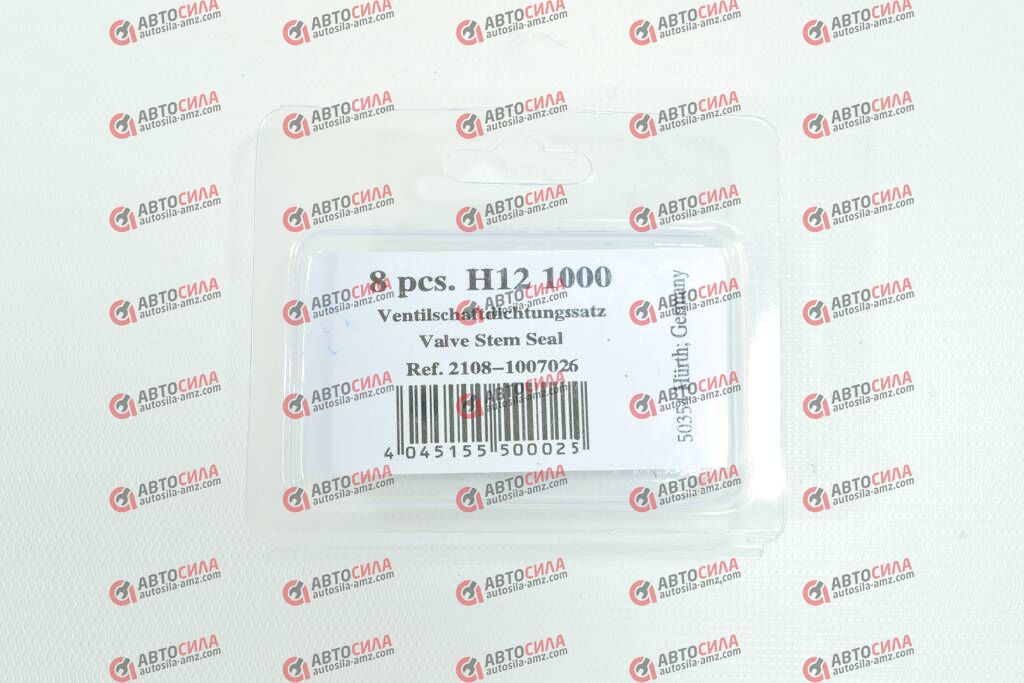 8 pcs. H12 1000
Ventilschaftdichtungssatz
Valve Stem Seal
Ref. 2108-1007026
4 045155 500025
Hürth; Germany
АВТОСИЛА
autosila-amz.com